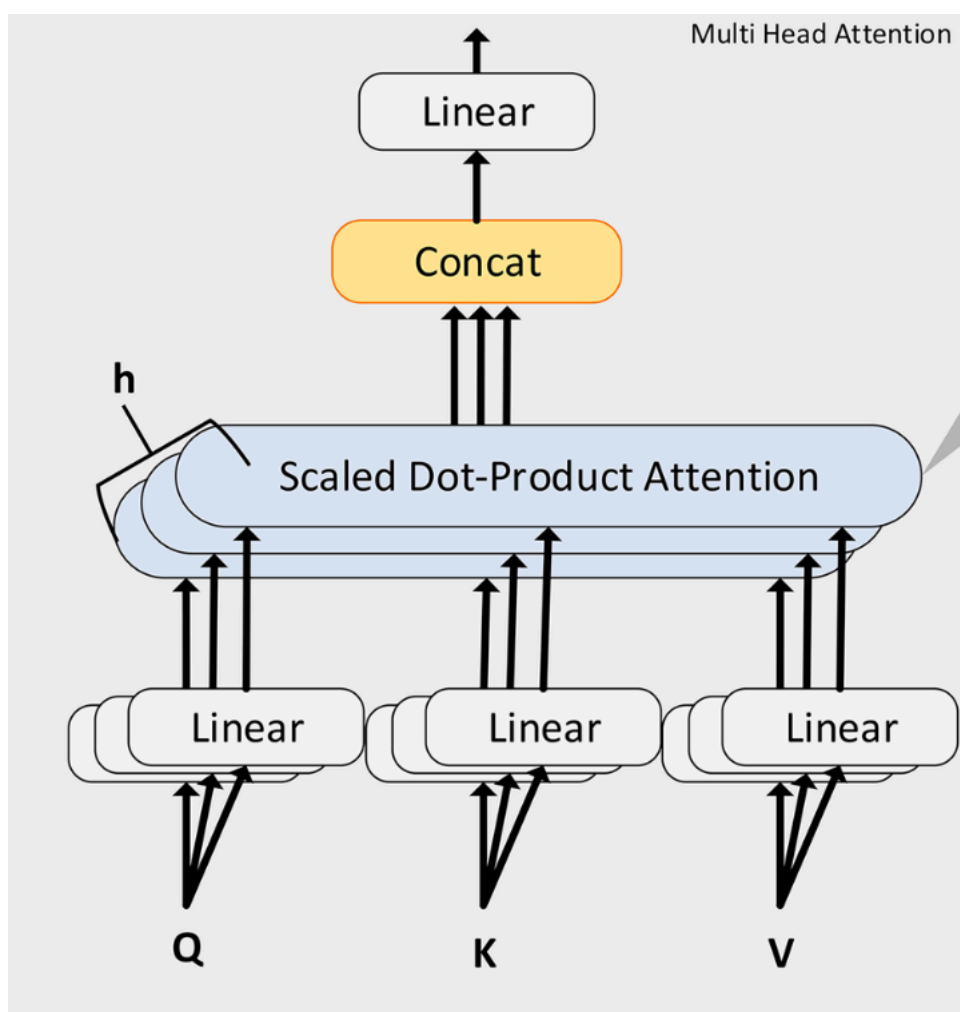 Multi Head Attention
Linear
Concat
h
Scaled Dot-Product Attention
Linear
Linear
Linear
Q
K
V